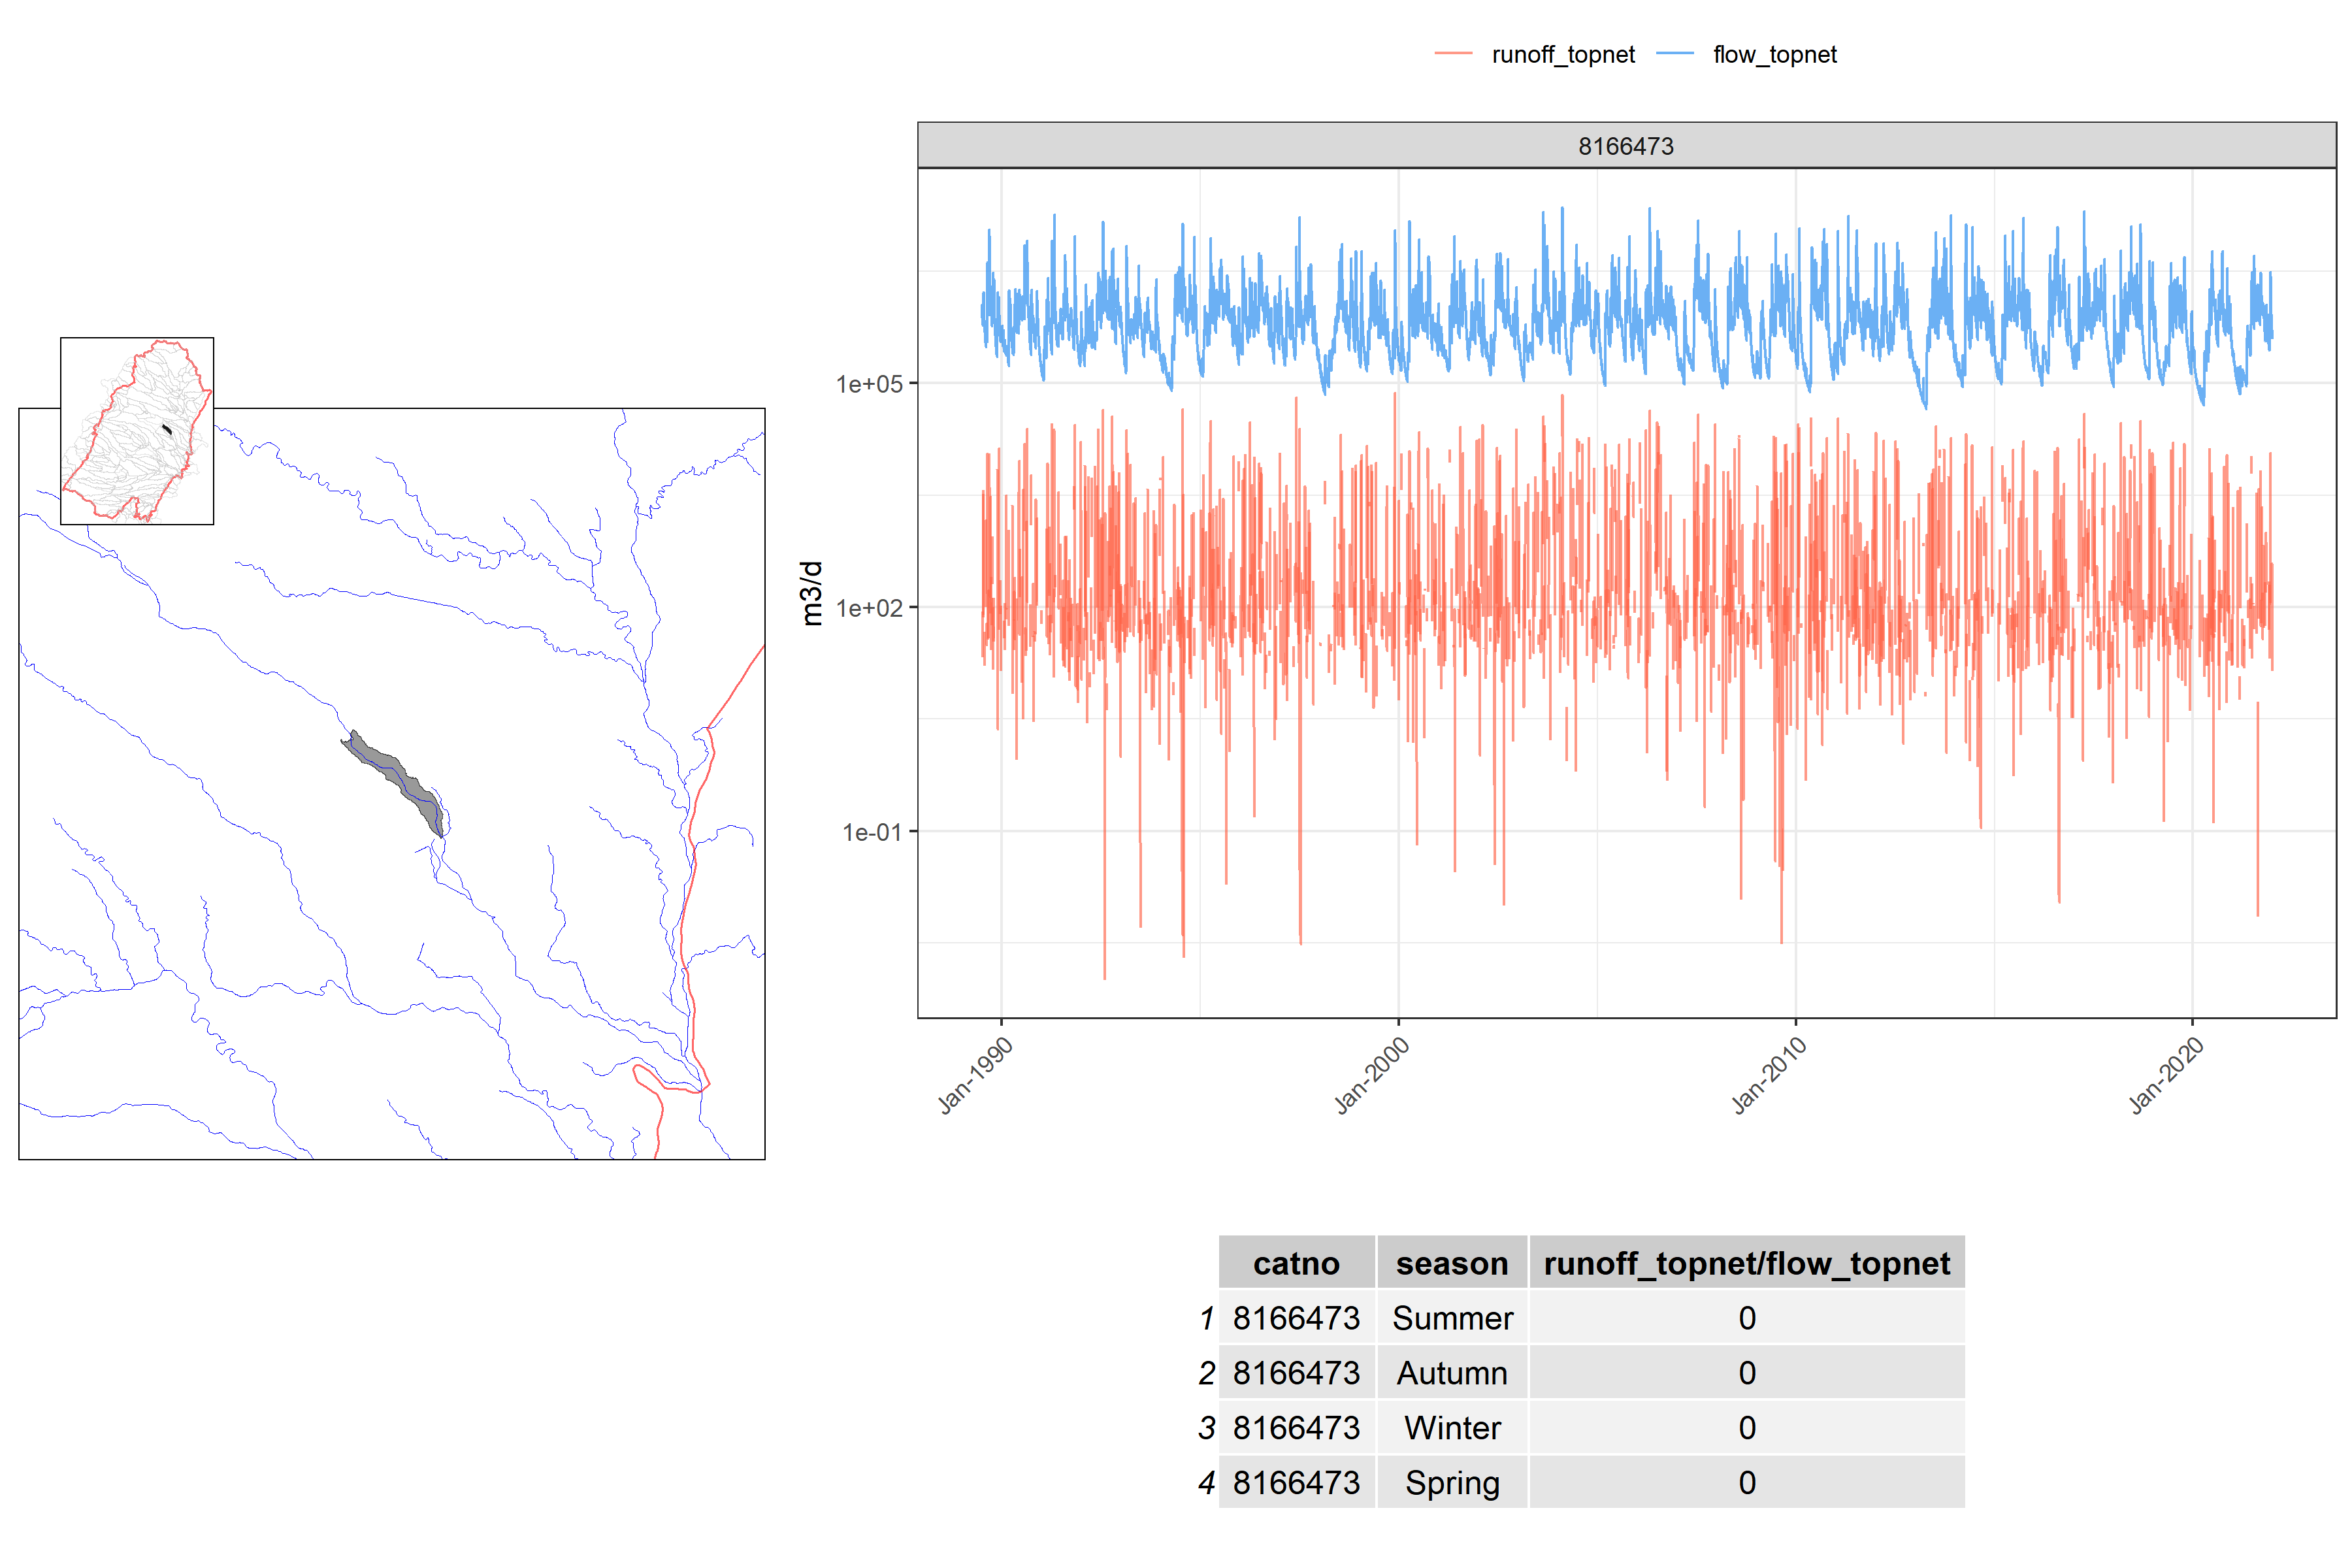 runoff_topnet flow_topnet
8166473
m3/d
1e+05
1e+02
1e-01
Jan-1990 Jan-2000 Jan-2010 Jan-2020
catno season runoff_topnet/flow_topnet
1 8166473 Summer 0
2 8166473 Autumn 0
3 8166473 Winter 0
4 8166473 Spring 0